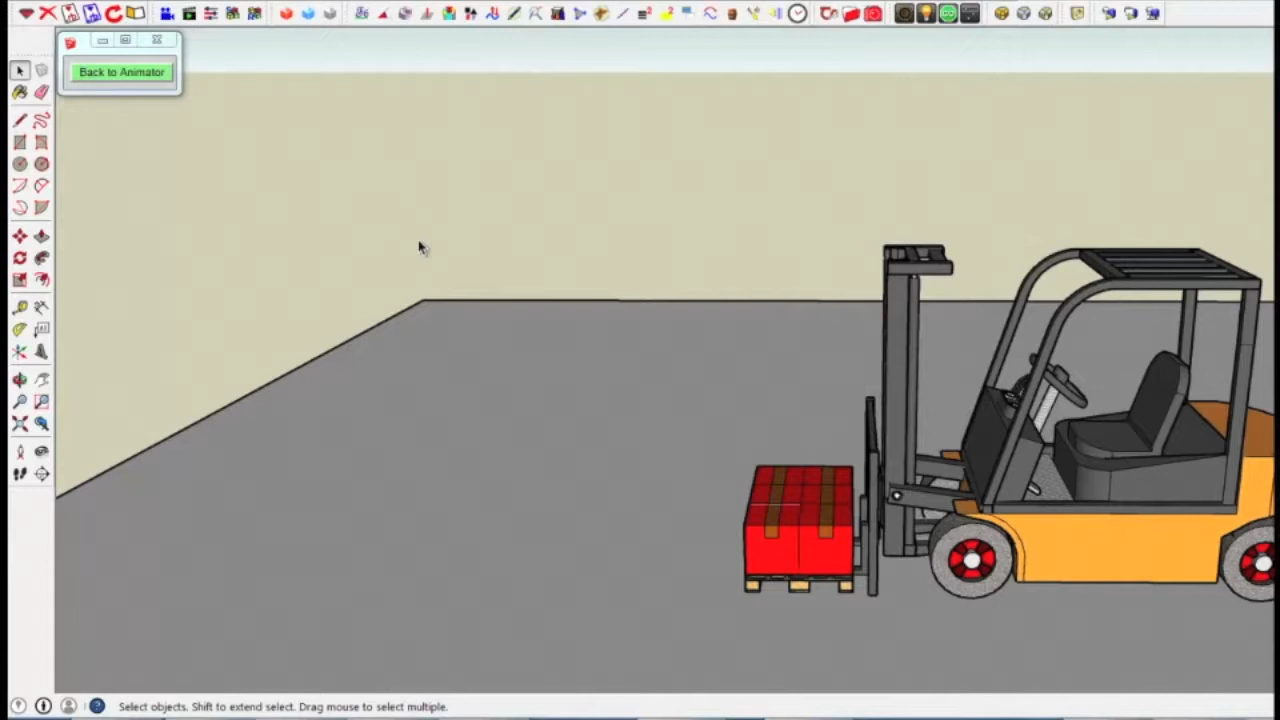 Back to Animator
Select objects. Shift to extend select. Drag mouse to select multiple.